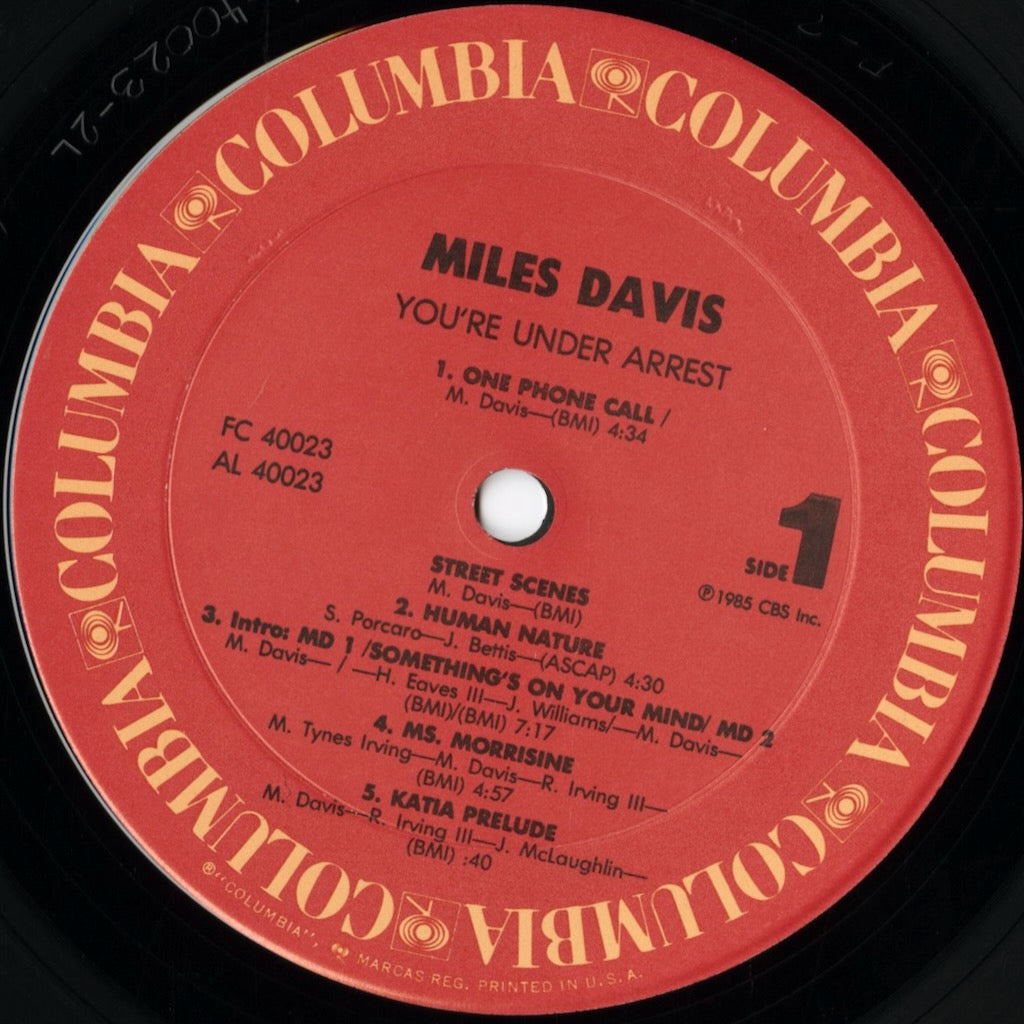 COLUMBIA COLUMBIA COLUMBIA COLUMBIA COLUMBIA COLUMBIA
MILES DAVIS
YOU'RE UNDER ARREST
1. ONE PHONE CALL /
M. Davis—(BMI) 4:34
FC 40023
AL 40023
SIDE 1
℗ 1985 CBS Inc.
STREET SCENES
M. Davis—(BMI)
2. HUMAN NATURE
S. Porcaro—J. Bettis—(ASCAP) 4:30
3. Intro: MD 1 /SOMETHING'S ON YOUR MIND/ MD 2
M. Davis— / —H. Eaves III—J. Williams/—M. Davis—
(BMI)/(BMI) 7:17
4. MS. MORRISINE
M. Tynes Irving—M. Davis—R. Irving III—
(BMI) 4:57
5. KATIA PRELUDE
M. Davis—R. Irving III—J. McLaughlin—
(BMI) :40
®"COLUMBIA", MARCAS REG. PRINTED IN U.S.A.
40023-2L